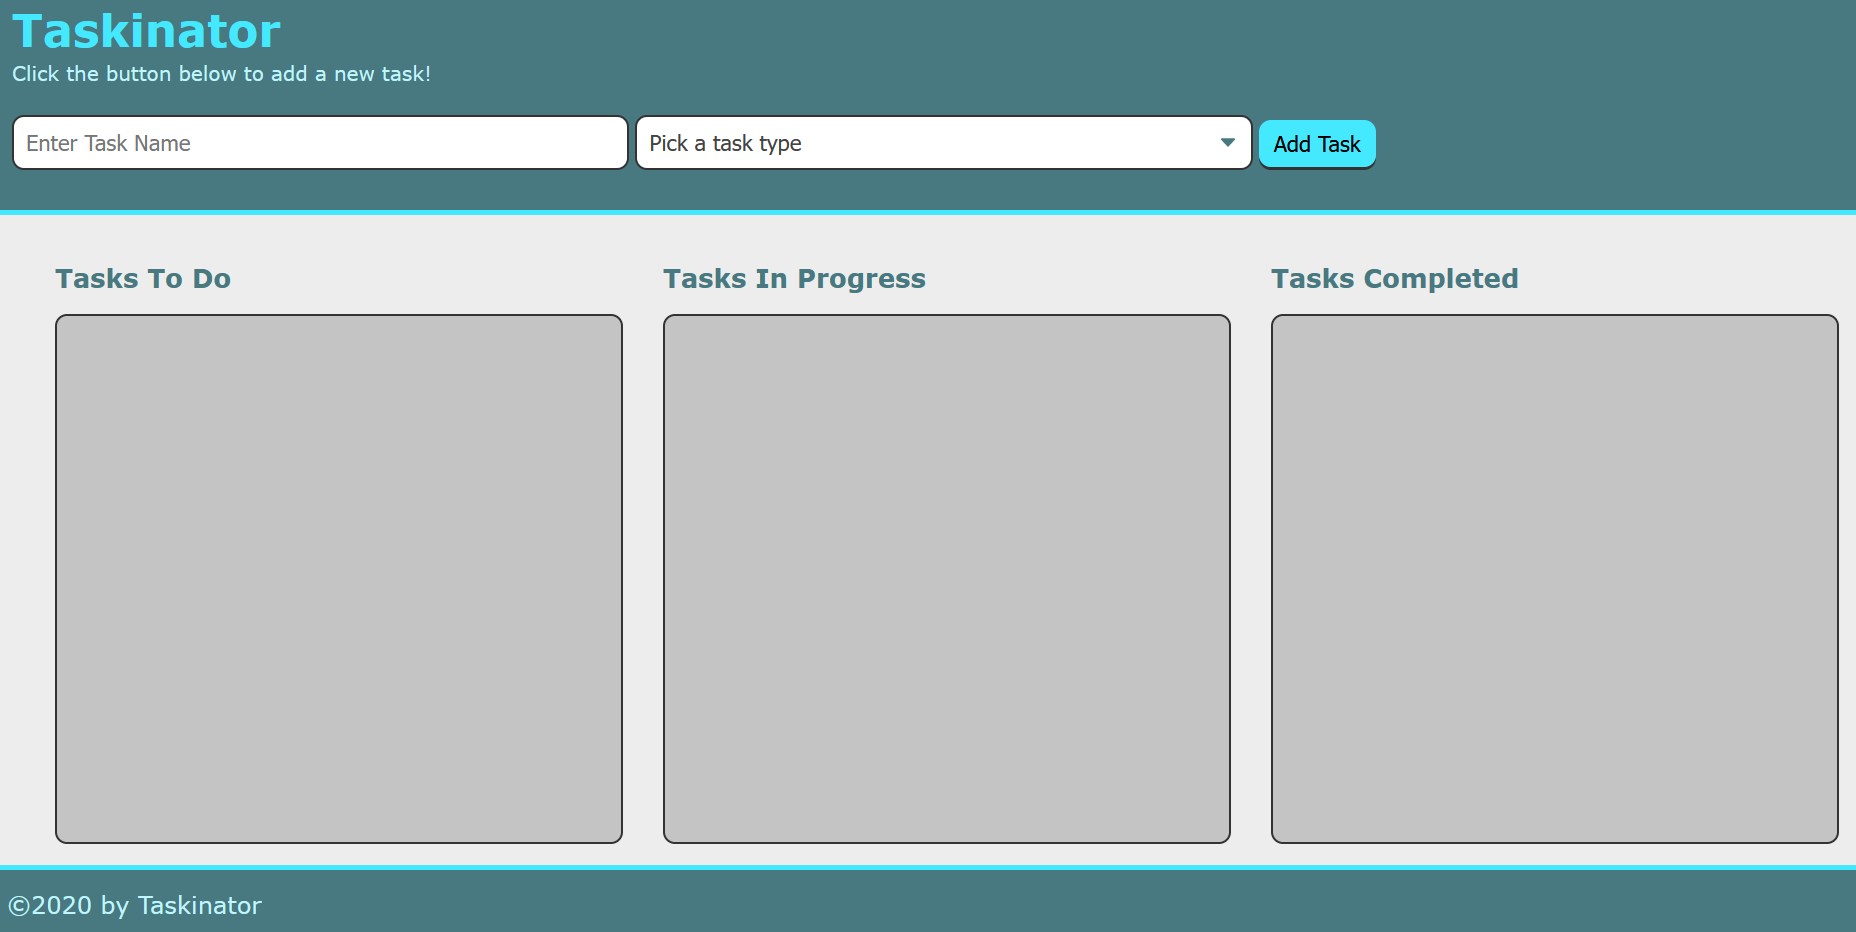 Taskinator
Click the button below to add a new task!
Enter Task Name
Pick a task type
Add Task
Tasks To Do
Tasks In Progress
Tasks Completed
©2020 by Taskinator